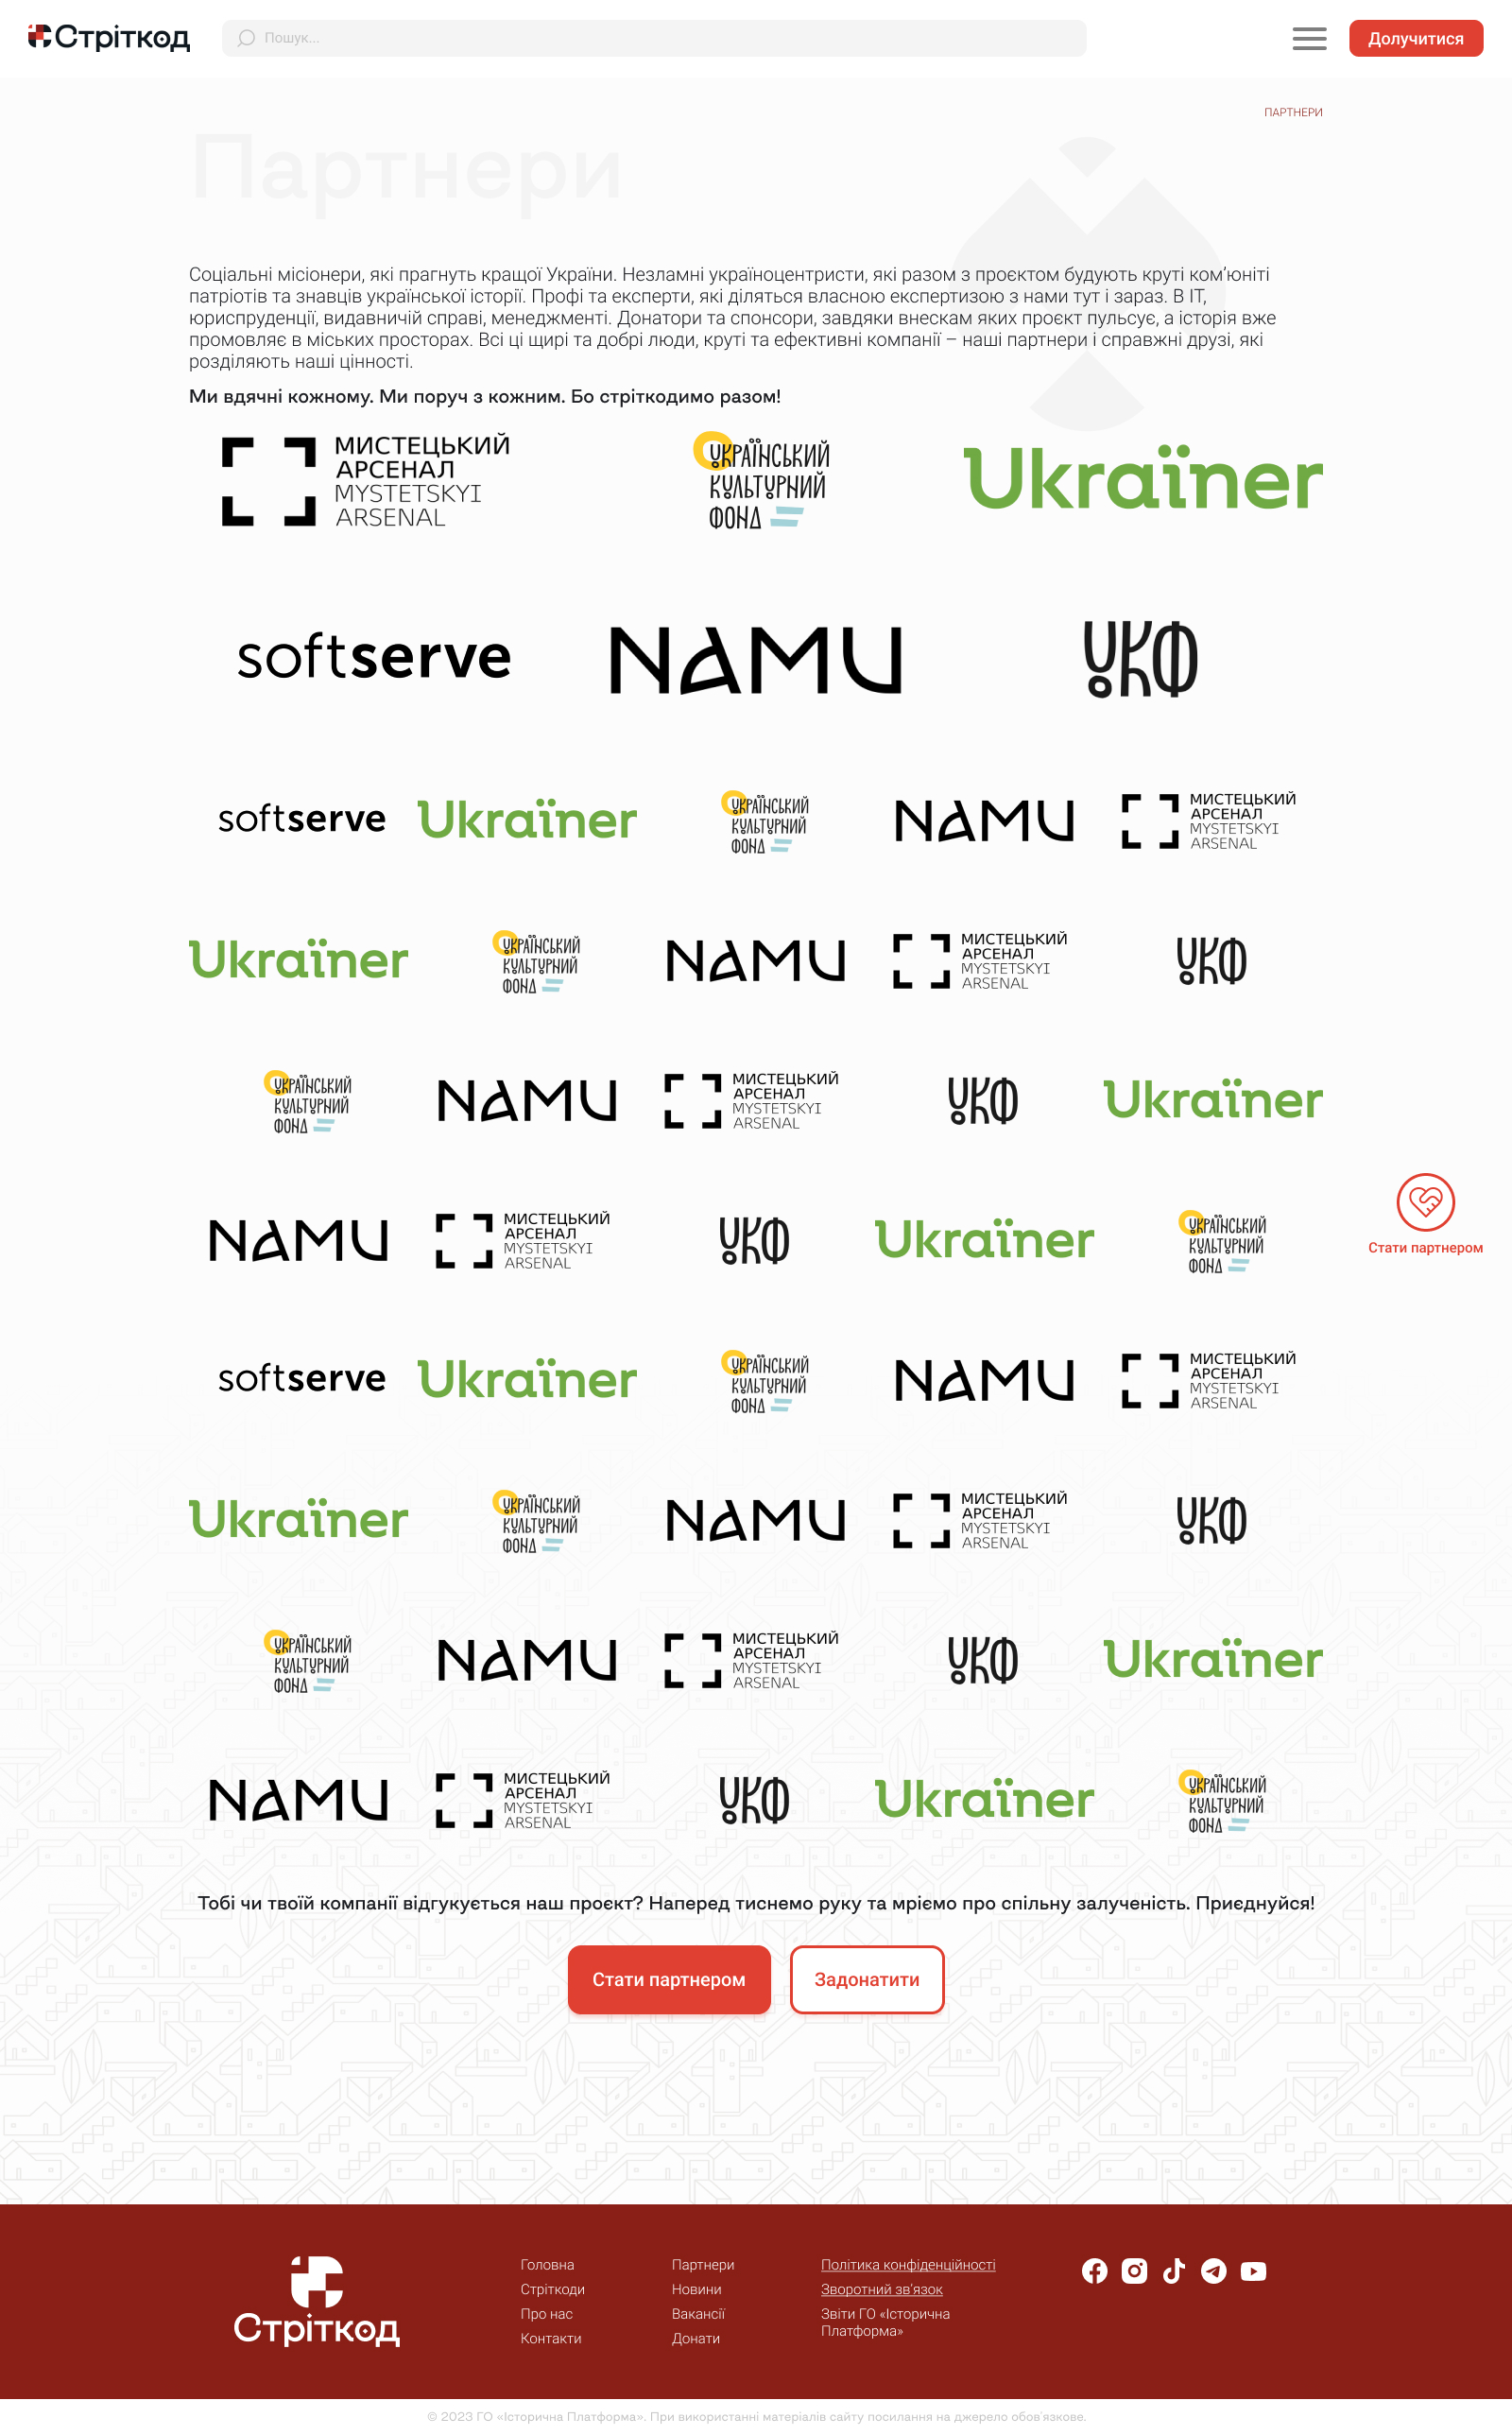 Стріткод
Пошук...
Долучитися
ПАРТНЕРИ
Партнери
Соціальні місіонери, які прагнуть кращої України. Незламні україноцентристи, які разом з проєктом будують круті ком’юніті
патріотів та знавців української історії. Профі та експерти, які діляться власною експертизою з нами тут і зараз. В ІТ,
юриспруденції, видавничій справі, менеджменті. Донатори та спонсори, завдяки внескам яких проєкт пульсує, а історія вже
промовляє в міських просторах. Всі ці щирі та добрі люди, круті та ефективні компанії – наші партнери і справжні друзі, які
розділяють наші цінності.
Ми вдячні кожному. Ми поруч з кожним. Бо стріткодимо разом!
МИСТЕЦЬКИЙ
АРСЕНАЛ
MYSTETSKYI
ARSENAL
УКРАЇНСЬКИЙ
КУЛЬТУРНИЙ
ФОНД
Ukraїner
softserve
NAMU
УКФ
softserve
Ukraїner
УКРАЇНСЬКИЙ
КУЛЬТУРНИЙ
ФОНД
NAMU
МИСТЕЦЬКИЙ
АРСЕНАЛ
MYSTETSKYI
ARSENAL
Ukraїner
УКРАЇНСЬКИЙ
КУЛЬТУРНИЙ
ФОНД
NAMU
МИСТЕЦЬКИЙ
АРСЕНАЛ
MYSTETSKYI
ARSENAL
УКФ
УКРАЇНСЬКИЙ
КУЛЬТУРНИЙ
ФОНД
NAMU
МИСТЕЦЬКИЙ
АРСЕНАЛ
MYSTETSKYI
ARSENAL
УКФ
Ukraїner
NAMU
МИСТЕЦЬКИЙ
АРСЕНАЛ
MYSTETSKYI
ARSENAL
УКФ
Ukraїner
УКРАЇНСЬКИЙ
КУЛЬТУРНИЙ
ФОНД
Стати партнером
softserve
Ukraїner
УКРАЇНСЬКИЙ
КУЛЬТУРНИЙ
ФОНД
NAMU
МИСТЕЦЬКИЙ
АРСЕНАЛ
MYSTETSKYI
ARSENAL
Ukraїner
УКРАЇНСЬКИЙ
КУЛЬТУРНИЙ
ФОНД
NAMU
МИСТЕЦЬКИЙ
АРСЕНАЛ
MYSTETSKYI
ARSENAL
УКФ
УКРАЇНСЬКИЙ
КУЛЬТУРНИЙ
ФОНД
NAMU
МИСТЕЦЬКИЙ
АРСЕНАЛ
MYSTETSKYI
ARSENAL
УКФ
Ukraїner
NAMU
МИСТЕЦЬКИЙ
АРСЕНАЛ
MYSTETSKYI
ARSENAL
УКФ
Ukraїner
УКРАЇНСЬКИЙ
КУЛЬТУРНИЙ
ФОНД
Тобі чи твоїй компанії відгукується наш проєкт? Наперед тиснемо руку та мріємо про спільну залученість. Приєднуйся!
Стати партнером
Задонатити
Стріткод
Головна
Стріткоди
Про нас
Контакти
Партнери
Новини
Вакансії
Донати
Політика конфіденційності
Зворотний зв’язок
Звіти ГО «Історична
Платформа»
© 2023 ГО «Історична Платформа». При використанні матеріалів сайту посилання на джерело обов'язкове.